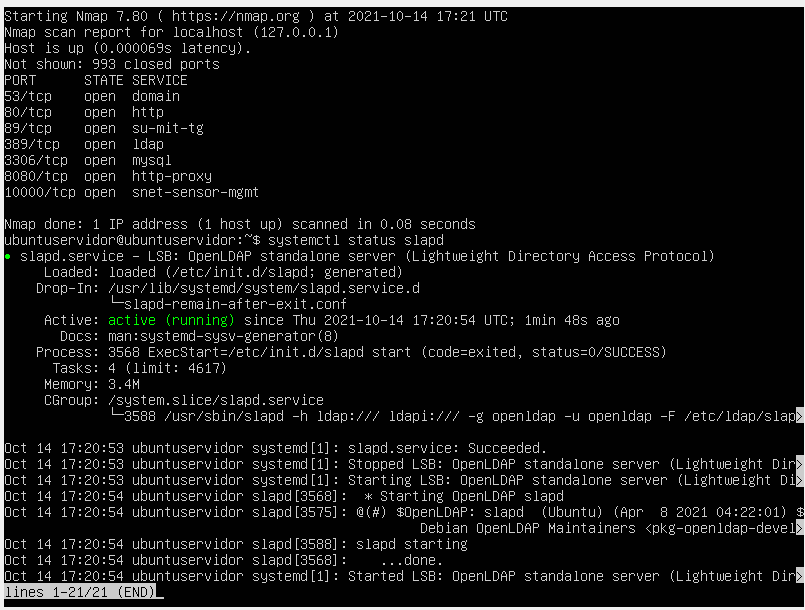 Starting Nmap 7.80 ( https://nmap.org ) at 2021-10-14 17:21 UTC
Nmap scan report for localhost (127.0.0.1)
Host is up (0.000069s latency).
Not shown: 993 closed ports
PORT      STATE SERVICE
53/tcp    open  domain
80/tcp    open  http
89/tcp    open  su-mit-tg
389/tcp   open  ldap
3306/tcp  open  mysql
8080/tcp  open  http-proxy
10000/tcp open  snet-sensor-mgmt
Nmap done: 1 IP address (1 host up) scanned in 0.08 seconds
ubuntuservidor@ubuntuservidor:~$ systemctl status slapd
● slapd.service - LSB: OpenLDAP standalone server (Lightweight Directory Access Protocol)
     Loaded: loaded (/etc/init.d/slapd; generated)
    Drop-In: /usr/lib/systemd/system/slapd.service.d
             └─slapd-remain-after-exit.conf
     Active: active (running) since Thu 2021-10-14 17:20:54 UTC; 1min 48s ago
       Docs: man:systemd-sysv-generator(8)
    Process: 3568 ExecStart=/etc/init.d/slapd start (code=exited, status=0/SUCCESS)
      Tasks: 4 (limit: 4617)
     Memory: 3.4M
     CGroup: /system.slice/slapd.service
             └─3588 /usr/sbin/slapd -h ldap:/// ldapi:/// -g openldap -u openldap -F /etc/ldap/slap>
Oct 14 17:20:53 ubuntuservidor systemd[1]: slapd.service: Succeeded.
Oct 14 17:20:53 ubuntuservidor systemd[1]: Stopped LSB: OpenLDAP standalone server (Lightweight Dir>
Oct 14 17:20:53 ubuntuservidor systemd[1]: Starting LSB: OpenLDAP standalone server (Lightweight Di>
Oct 14 17:20:54 ubuntuservidor slapd[3568]:  * Starting OpenLDAP slapd
Oct 14 17:20:54 ubuntuservidor slapd[3575]: @(#) $OpenLDAP: slapd  (Ubuntu) (Apr  8 2021 04:22:01) $
                                                    Debian OpenLDAP Maintainers <pkg-openldap-devel>
Oct 14 17:20:54 ubuntuservidor slapd[3588]: slapd starting
Oct 14 17:20:54 ubuntuservidor slapd[3568]:    ...done.
Oct 14 17:20:54 ubuntuservidor systemd[1]: Started LSB: OpenLDAP standalone server (Lightweight Dir>
lines 1-21/21 (END)